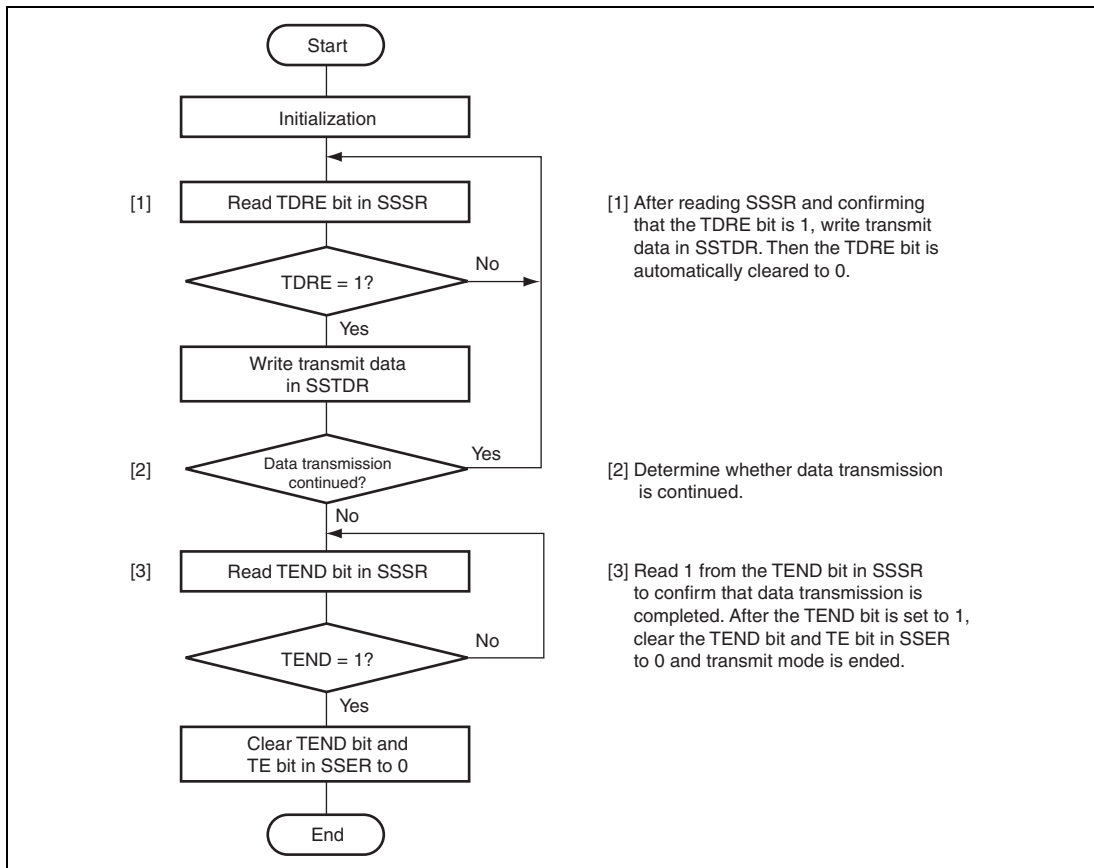 Start
Initialization
[1]
Read TDRE bit in SSSR
[1] After reading SSSR and confirming
that the TDRE bit is 1, write transmit
data in SSTDR. Then the TDRE bit is
automatically cleared to 0.
TDRE = 1?
No
Yes
Write transmit data
in SSTDR
[2]
Data transmission
continued?
Yes
[2] Determine whether data transmission
is continued.
No
[3]
Read TEND bit in SSSR
[3] Read 1 from the TEND bit in SSSR
to confirm that data transmission is
completed. After the TEND bit is set to 1,
clear the TEND bit and TE bit in SSER
to 0 and transmit mode is ended.
TEND = 1?
No
Yes
Clear TEND bit and
TE bit in SSER to 0
End